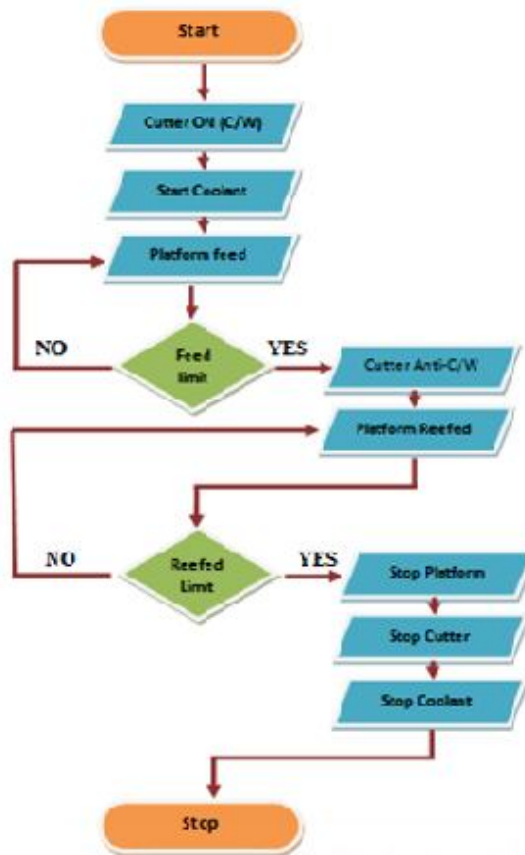 Start
Cutter ON (C/W)
Start Coolant
Platform feed
NO
Feed
limit
YES
Cutter Anti-C/W
Platform Reefed
NO
Reefed
Limit
YES
Stop Platform
Stop Cutter
Stop Coolant
Stop